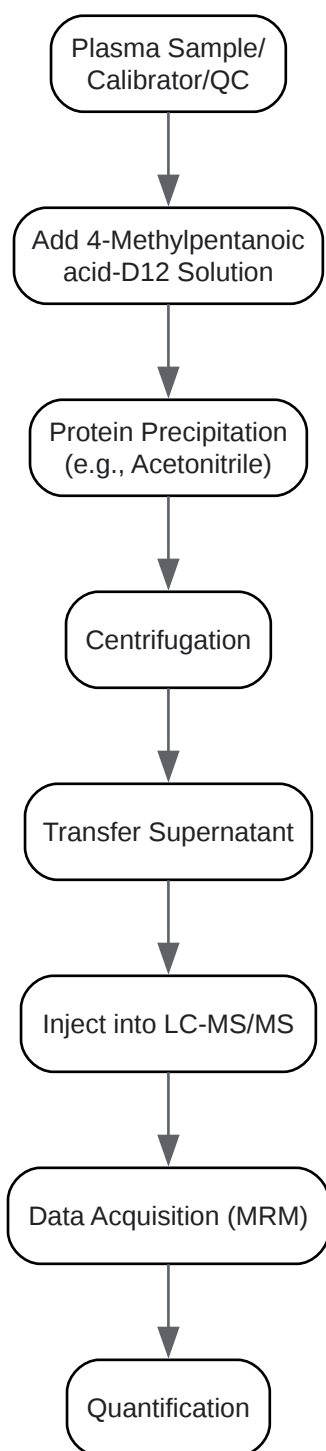 Plasma Sample/
Calibrator/QC
Add 4-Methylpentanoic
acid-D12 Solution
Protein Precipitation
(e.g., Acetonitrile)
Centrifugation
Transfer Supernatant
Inject into LC-MS/MS
Data Acquisition (MRM)
Quantification